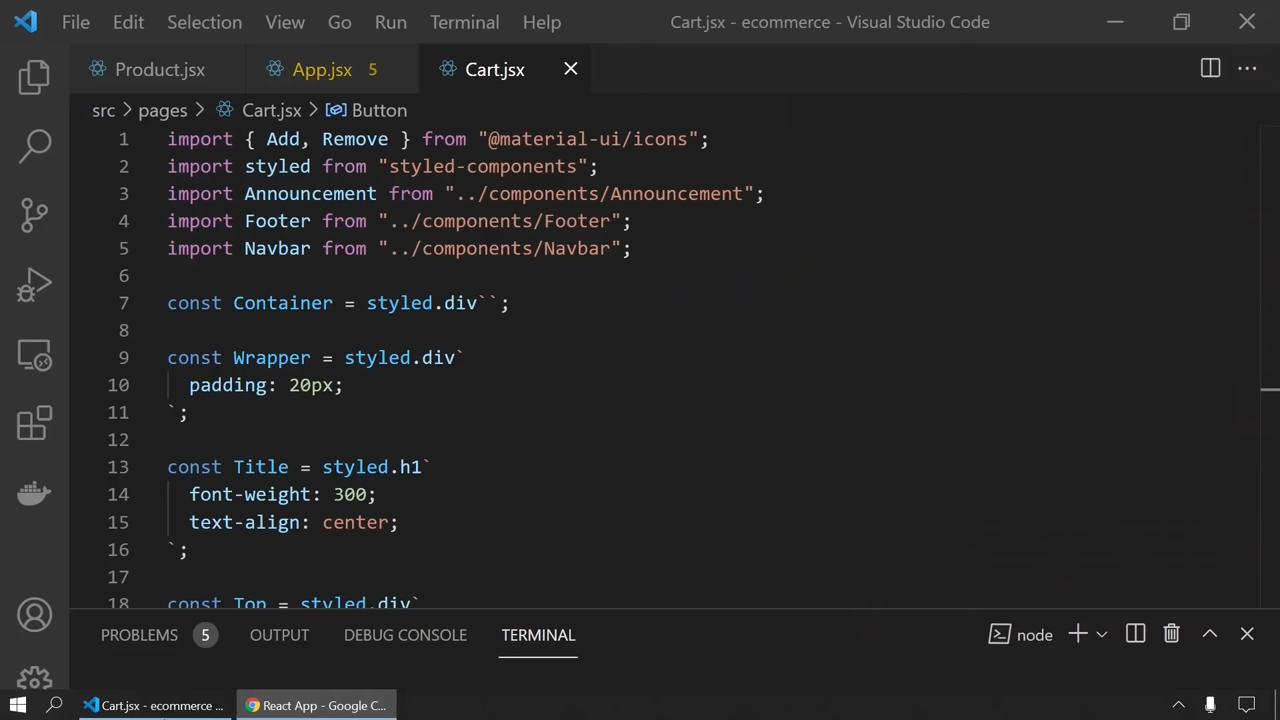 File Edit Selection View Go Run Terminal Help Cart.jsx - ecommerce - Visual Studio Code
Product.jsx App.jsx 5 Cart.jsx
src > pages > Cart.jsx > Button
1 import { Add, Remove } from "@material-ui/icons";
2 import styled from "styled-components";
3 import Announcement from "../components/Announcement";
4 import Footer from "../components/Footer";
5 import Navbar from "../components/Navbar";
6
7 const Container = styled.div``;
8
9 const Wrapper = styled.div`
10 padding: 20px;
11 `;
12
13 const Title = styled.h1`
14 font-weight: 300;
15 text-align: center;
16 `;
17
18 const Top = styled.div`
PROBLEMS 5 OUTPUT DEBUG CONSOLE TERMINAL node
Cart.jsx - ecommerce ... React App - Google C...